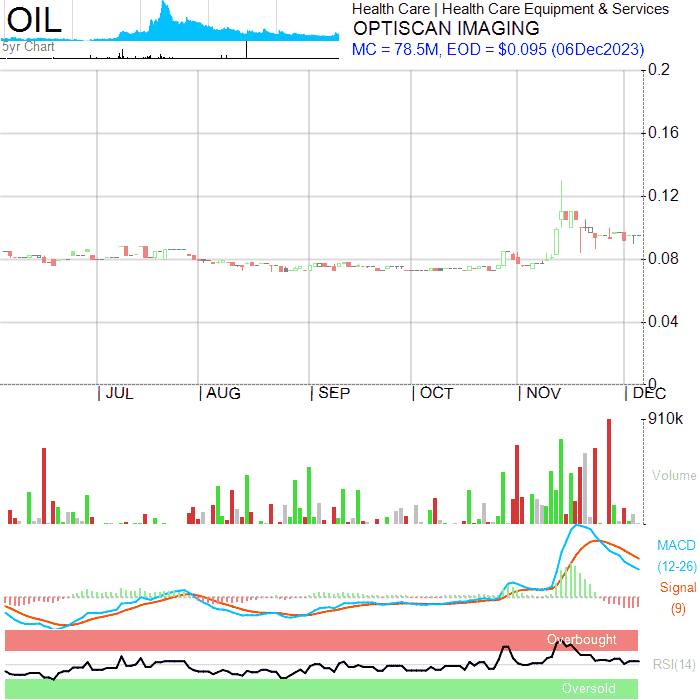 OIL
5yr Chart
Health Care | Health Care Equipment & Services
OPTISCAN IMAGING
MC = 78.5M, EOD = $0.095 (06Dec2023)
0.2
0.16
0.12
0.08
0.04
0
JUL AUG SEP OCT NOV DEC
910k
Volume
MACD
(12-26)
Signal
(9)
Overbought
RSI(14)
Oversold